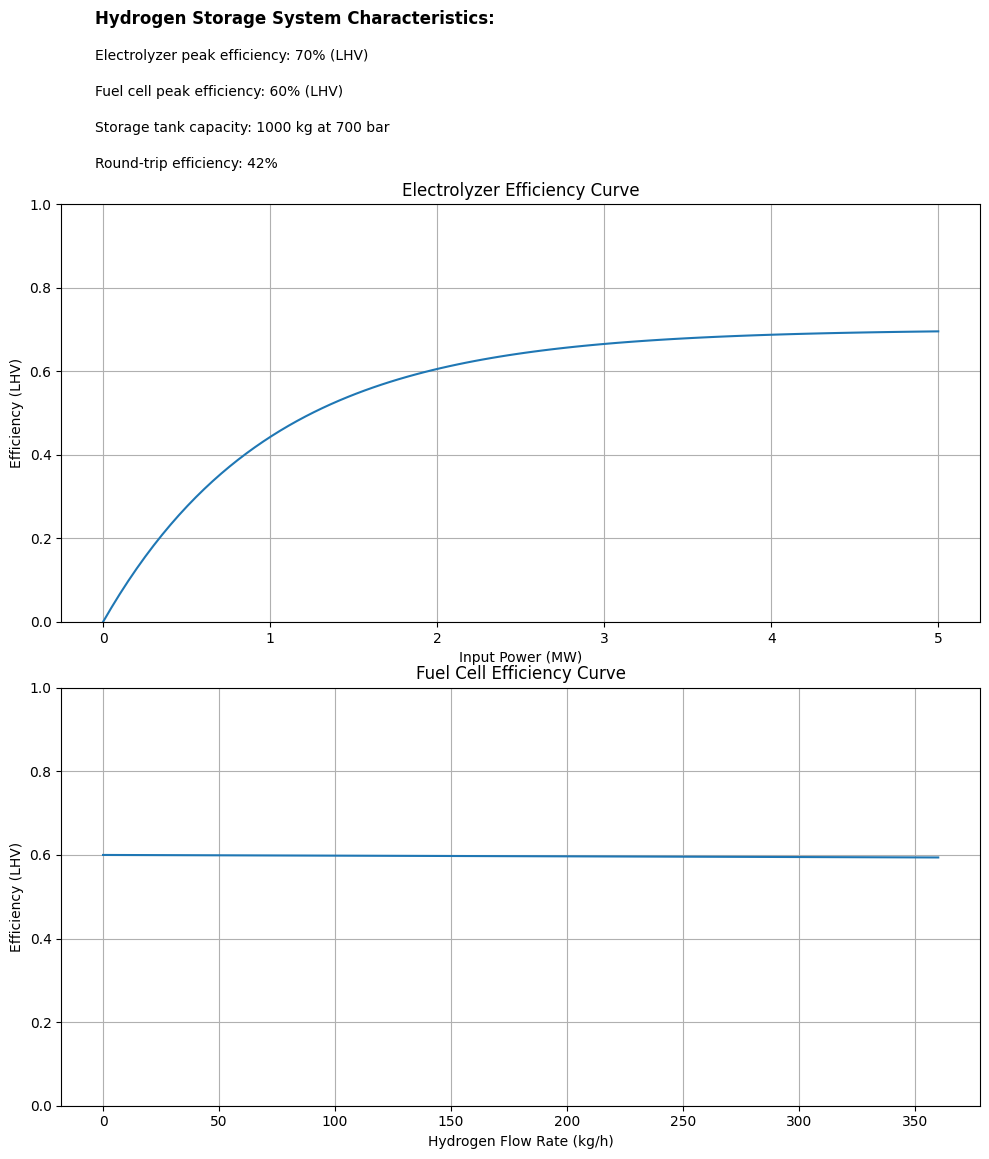 Hydrogen Storage System Characteristics:
Electrolyzer peak efficiency: 70% (LHV)
Fuel cell peak efficiency: 60% (LHV)
Storage tank capacity: 1000 kg at 700 bar
Round-trip efficiency: 42%
Electrolyzer Efficiency Curve
1.0
0.8
0.6
0.4
0.2
0.0
Efficiency (LHV)
0 1 2 3 4 5
Input Power (MW)
Fuel Cell Efficiency Curve
1.0
0.8
0.6
0.4
0.2
0.0
Efficiency (LHV)
0 50 100 150 200 250 300 350
Hydrogen Flow Rate (kg/h)